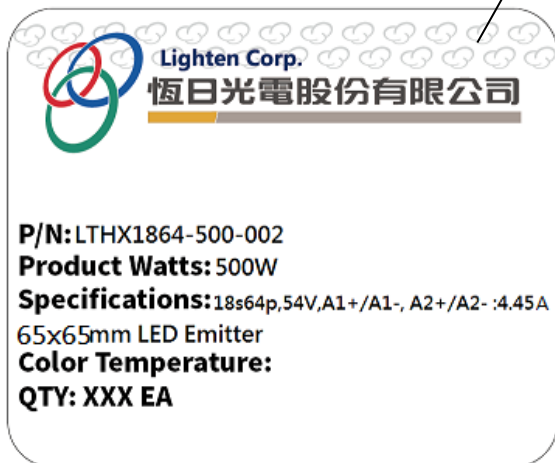 Lighten Corp.
恆日光電股份有限公司
P/N: LTHX1864-500-002
Product Watts: 500W
Specifications: 18s64p,54V,A1+/A1-, A2+/A2- :4.45A
65x65mm LED Emitter
Color Temperature:
QTY: XXX EA